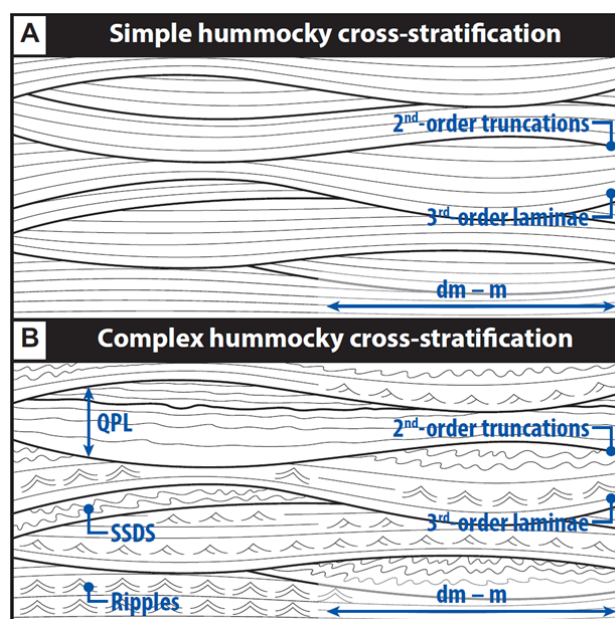 A Simple hummocky cross-stratification
2nd-order truncations
3rd-order laminae
dm – m
B Complex hummocky cross-stratification
QPL
2nd-order truncations
3rd-order laminae
SSDS
Ripples
dm – m